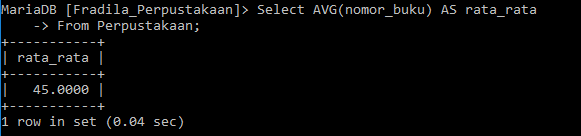 MariaDB [Fradila_Perpustakaan]> Select AVG(nomor_buku) AS rata_rata
    -> From Perpustakaan;
+-----------+
| rata_rata |
+-----------+
|   45.0000 |
+-----------+
1 row in set (0.04 sec)